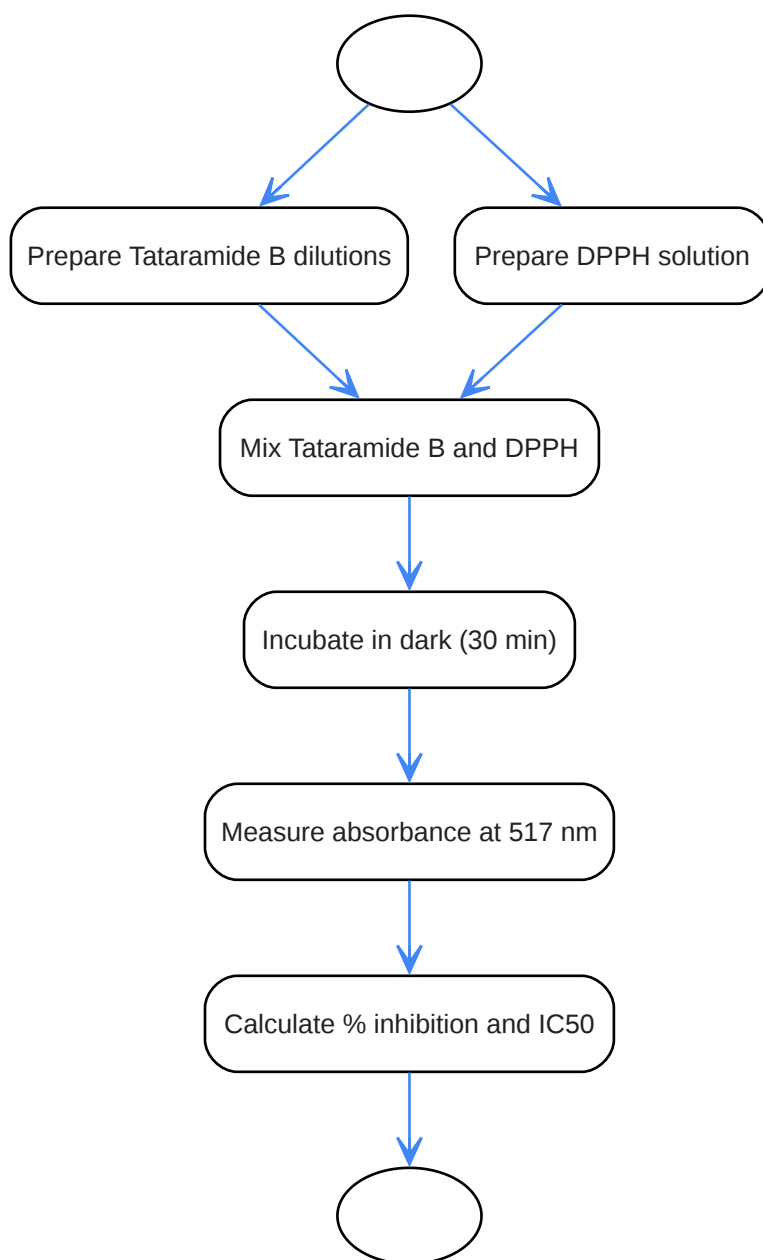 Prepare Tataramide B dilutions
Prepare DPPH solution
Mix Tataramide B and DPPH
Incubate in dark (30 min)
Measure absorbance at 517 nm
Calculate % inhibition and IC50